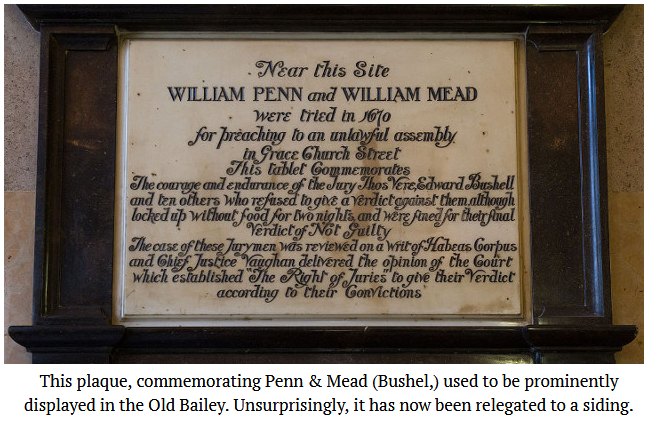 Near this Site
WILLIAM PENN and WILLIAM MEAD
were tried in 1670
for preaching to an unlawful assembly
in Grace Church Street
This tablet Commemorates
The courage and endurance of the Jury Thos Vere, Edward Bushell
and ten others who refused to give a verdict against them, although
locked up without food for two nights, and were fined for their final
Verdict of Not Guilty
The case of these Jurymen was reviewed on a Writ of Habeas Corpus
and Chief Justice Vaughan delivered the opinion of the Court
which established "The Right of Juries" to give their Verdict
according to their Convictions
This plaque, commemorating Penn & Mead (Bushel,) used to be prominently
displayed in the Old Bailey. Unsurprisingly, it has now been relegated to a siding.